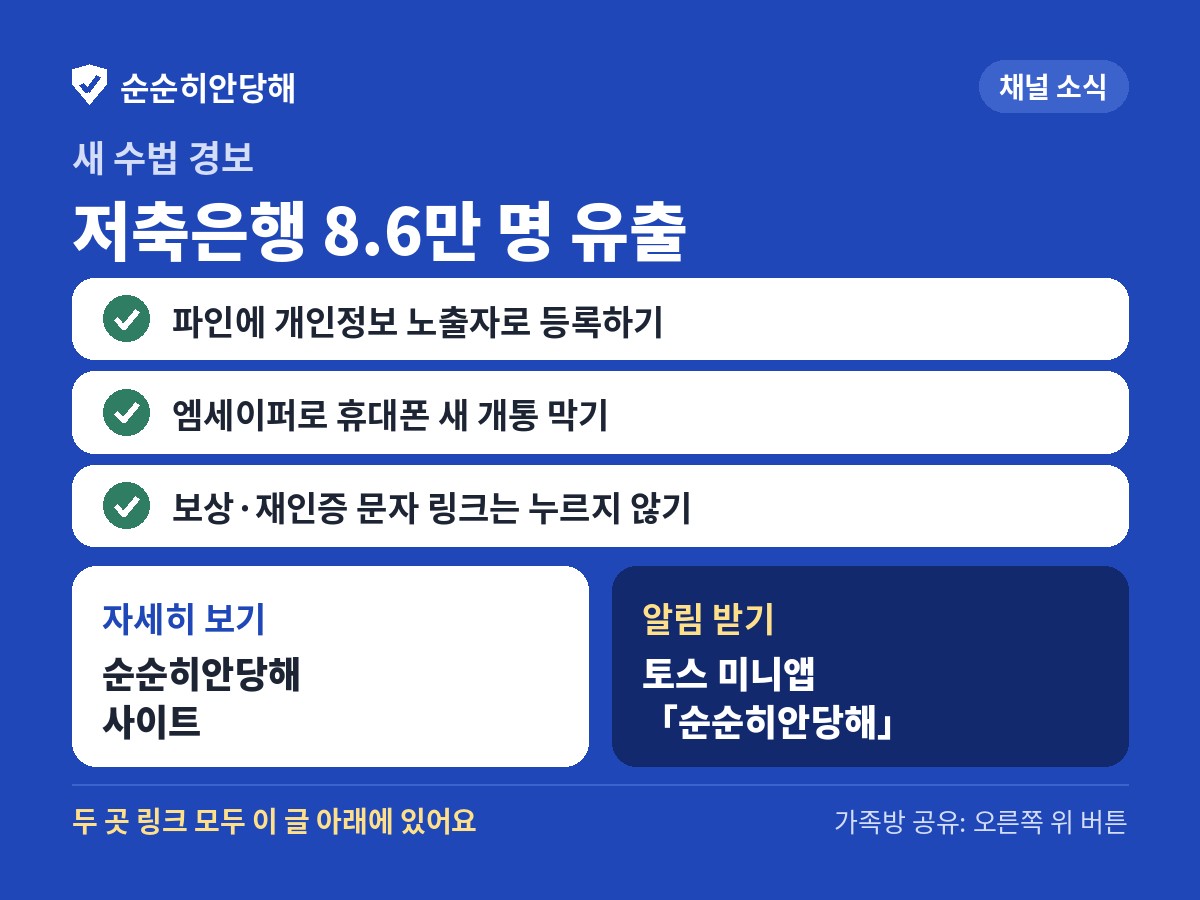 순순히안당해
채널 소식
새 수법 경보
저축은행 8.6만 명 유출
파인에 개인정보 노출자로 등록하기
엠세이퍼로 휴대폰 새 개통 막기
보상·재인증 문자 링크는 누르지 않기
자세히 보기
순순히안당해
사이트
알림 받기
토스 미니앱
「순순히안당해」
두 곳 링크 모두 이 글 아래에 있어요
가족방 공유: 오른쪽 위 버튼